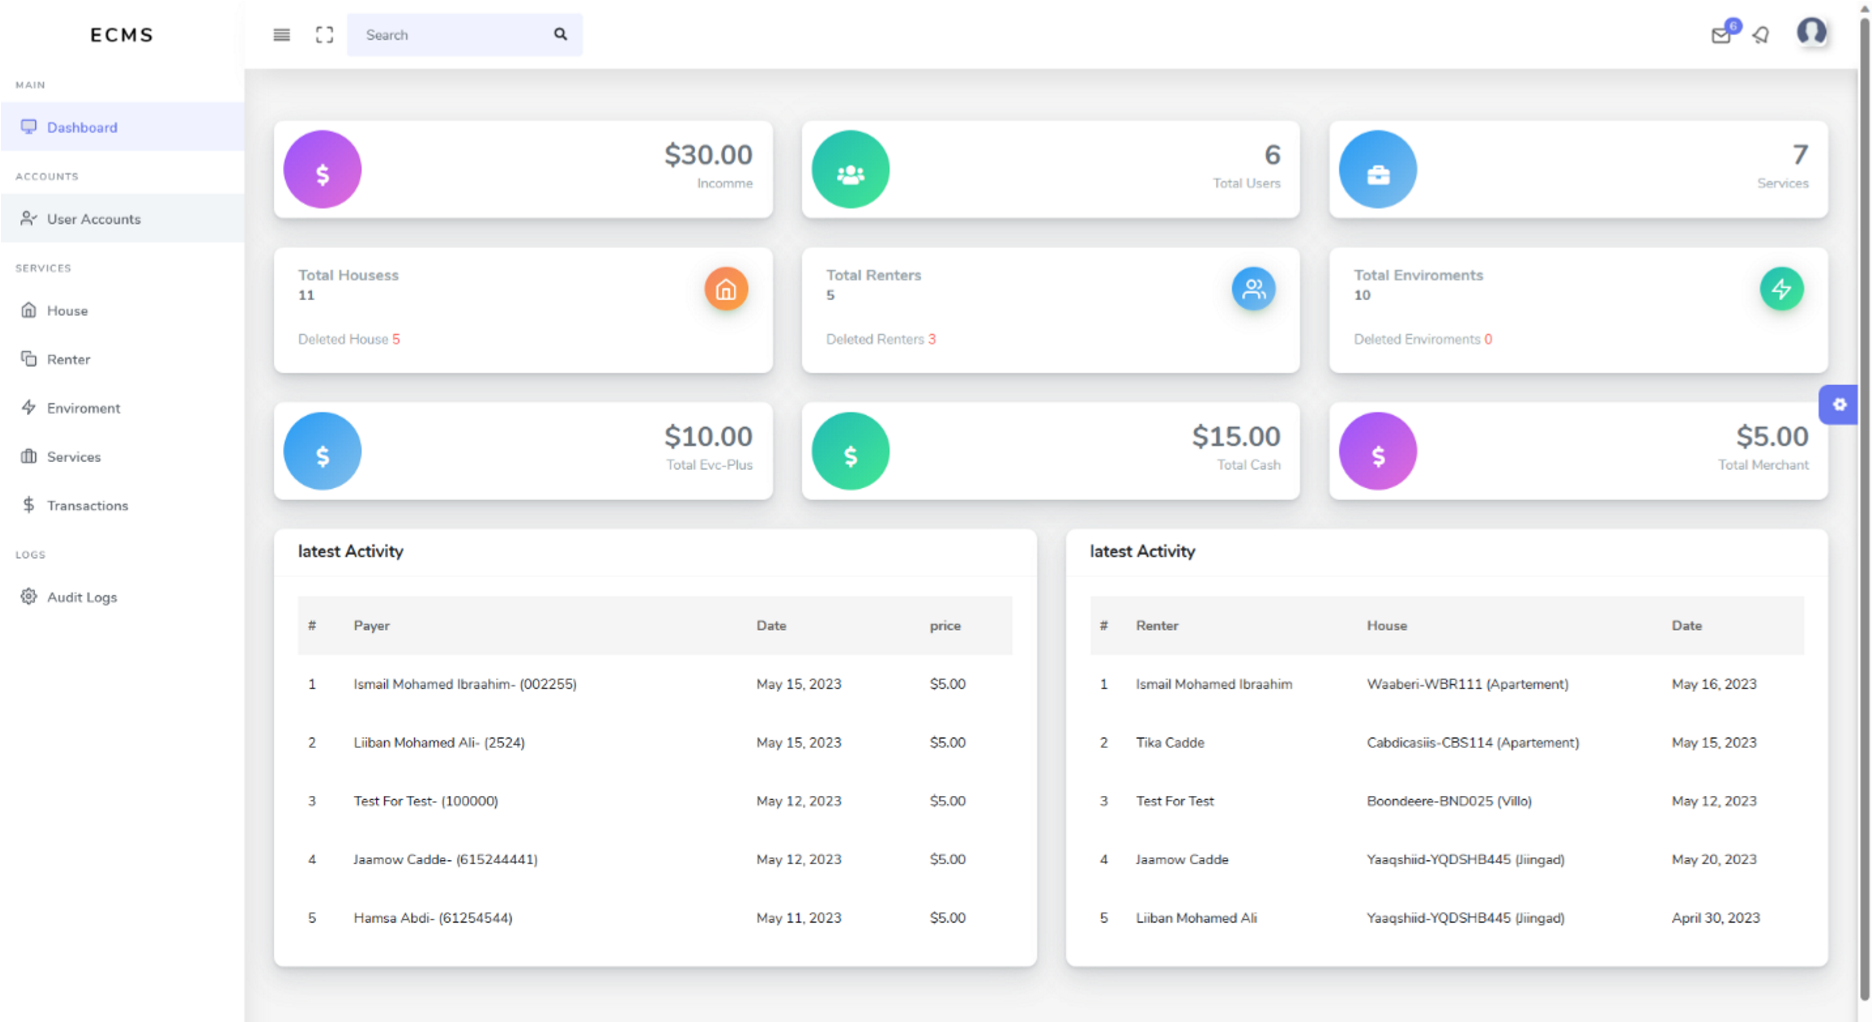 ECMS
Search
6
MAIN
Dashboard
ACCOUNTS
User Accounts
SERVICES
House
Renter
Enviroment
Services
Transactions
LOGS
Audit Logs
$30.00
Incomme
6
Total Users
7
Services
Total Housess
11
Deleted House 5
Total Renters
5
Deleted Renters 3
Total Enviroments
10
Deleted Enviroments 0
$10.00
Total Evc-Plus
$15.00
Total Cash
$5.00
Total Merchant
latest Activity
# Payer Date price
1 Ismail Mohamed Ibraahim- (002255) May 15, 2023 $5.00
2 Liiban Mohamed Ali- (2524) May 15, 2023 $5.00
3 Test For Test- (100000) May 12, 2023 $5.00
4 Jaamow Cadde- (615244441) May 12, 2023 $5.00
5 Hamsa Abdi- (61254544) May 11, 2023 $5.00
latest Activity
# Renter House Date
1 Ismail Mohamed Ibraahim Waaberi-WBR111 (Apartement) May 16, 2023
2 Tika Cadde Cabdicasiis-CBS114 (Apartement) May 15, 2023
3 Test For Test Boondeere-BND025 (Villo) May 12, 2023
4 Jaamow Cadde Yaaqshiid-YQDSHB445 (Jiingad) May 20, 2023
5 Liiban Mohamed Ali Yaaqshiid-YQDSHB445 (Jiingad) April 30, 2023